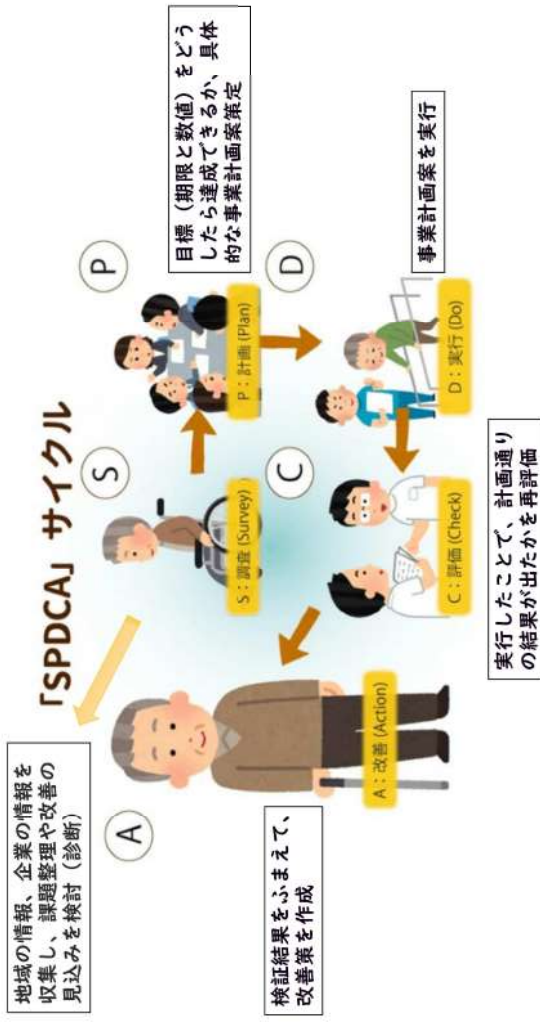 「SPDCA」サイクル
地域の情報、企業の情報を
収集し、課題整理や改善の
見込みを検討（診断）
S
S：調査 (Survey)
P
P：計画 (Plan)
目標（期限と数値）をどう
したら達成できるか、具体
的な事業計画案策定
D
D：実行 (Do)
事業計画案を実行
C
C：評価 (Check)
実行したことで、計画通り
の結果が出たかを再評価
A
A：改善 (Action)
検証結果をふまえて、
改善策を作成